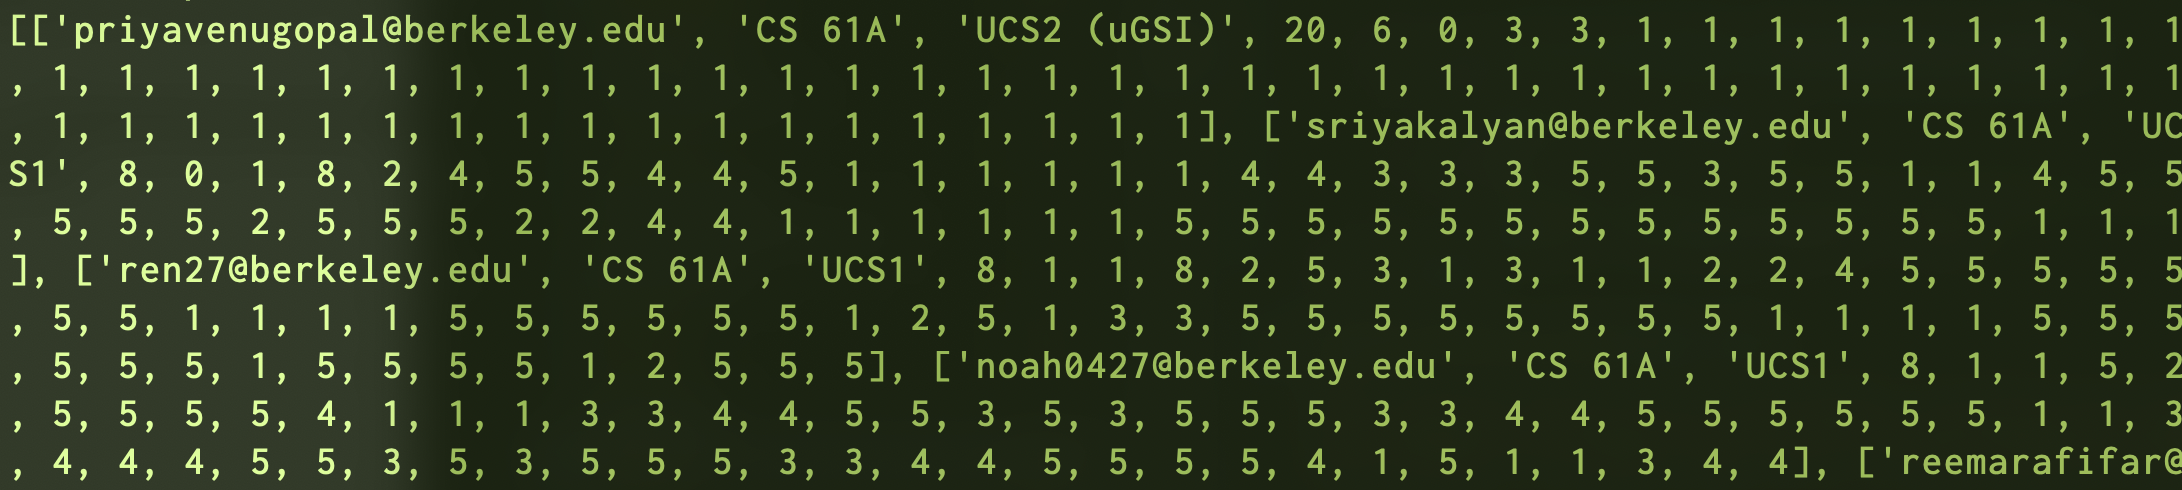 [['priyavenugopal@berkeley.edu', 'CS 61A', 'UCS2 (uGSI)', 20, 6, 0, 3, 3, 1, 1, 1, 1, 1, 1, 1, 1, 1
, 1, 1, 1, 1, 1, 1, 1, 1, 1, 1, 1, 1, 1, 1, 1, 1, 1, 1, 1, 1, 1, 1, 1, 1, 1, 1, 1, 1, 1, 1, 1, 1, 1
, 1, 1, 1, 1, 1, 1, 1, 1, 1, 1, 1, 1, 1, 1, 1, 1, 1, 1], ['sriyakalyan@berkeley.edu', 'CS 61A', 'UC
S1', 8, 0, 1, 8, 2, 4, 5, 5, 4, 4, 5, 1, 1, 1, 1, 1, 1, 4, 4, 3, 3, 3, 5, 5, 3, 5, 5, 1, 1, 4, 5, 5
, 5, 5, 5, 2, 5, 5, 5, 2, 2, 4, 4, 1, 1, 1, 1, 1, 1, 5, 5, 5, 5, 5, 5, 5, 5, 5, 5, 5, 5, 5, 1, 1, 1
], ['ren27@berkeley.edu', 'CS 61A', 'UCS1', 8, 1, 1, 8, 2, 5, 3, 1, 3, 1, 1, 2, 2, 4, 5, 5, 5, 5, 5
, 5, 5, 1, 1, 1, 1, 5, 5, 5, 5, 5, 5, 1, 2, 5, 1, 3, 3, 5, 5, 5, 5, 5, 5, 5, 5, 1, 1, 1, 1, 5, 5, 5
, 5, 5, 5, 1, 5, 5, 5, 5, 1, 2, 5, 5, 5], ['noah0427@berkeley.edu', 'CS 61A', 'UCS1', 8, 1, 1, 5, 2
, 5, 5, 5, 5, 4, 1, 1, 1, 3, 3, 4, 4, 5, 5, 3, 5, 3, 5, 5, 5, 3, 3, 4, 4, 5, 5, 5, 5, 5, 5, 1, 1, 3
, 4, 4, 4, 5, 5, 3, 5, 3, 5, 5, 5, 3, 3, 4, 4, 5, 5, 5, 5, 4, 1, 5, 1, 1, 3, 4, 4], ['reemarafifar@